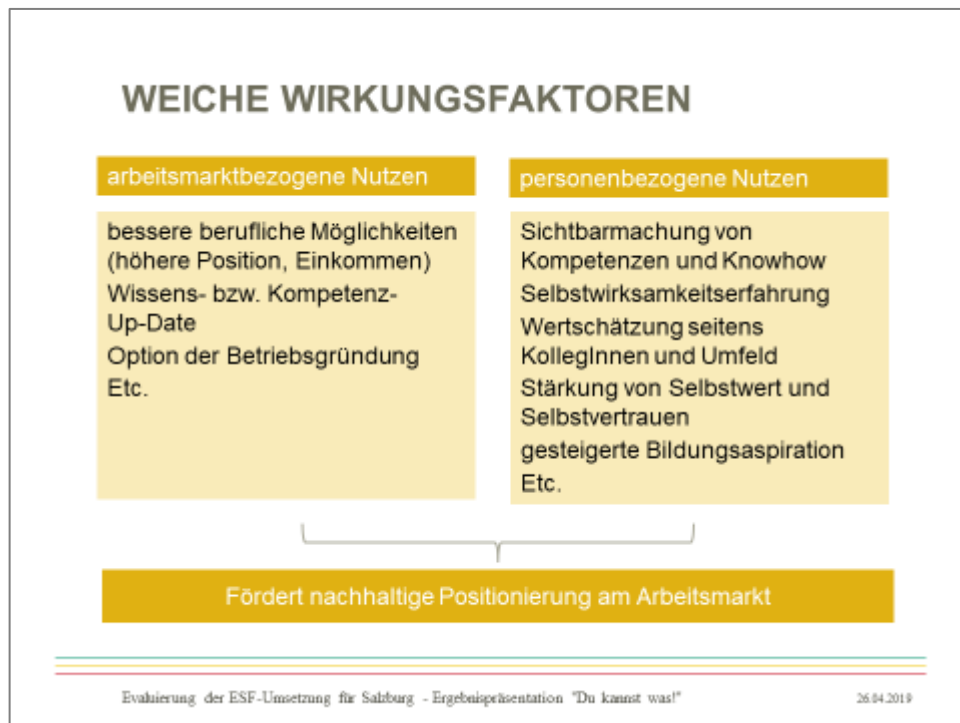 WEICHE WIRKUNGSFAKTOREN
arbeitsmarktbezogene Nutzen
bessere berufliche Möglichkeiten
(höhere Position, Einkommen)
Wissens- bzw. Kompetenz-
Up-Date
Option der Betriebsgründung
Etc.
personenbezogene Nutzen
Sichtbarmachung von
Kompetenzen und Knowhow
Selbstwirksamkeitserfahrung
Wertschätzung seitens
KollegInnen und Umfeld
Stärkung von Selbstwert und
Selbstvertrauen
gesteigerte Bildungsaspiration
Etc.
Fördert nachhaltige Positionierung am Arbeitsmarkt
Evaluierung der ESF-Umsetzung für Salzburg - Ergebnispräsentation "Du kannst was!"
26.04.2019